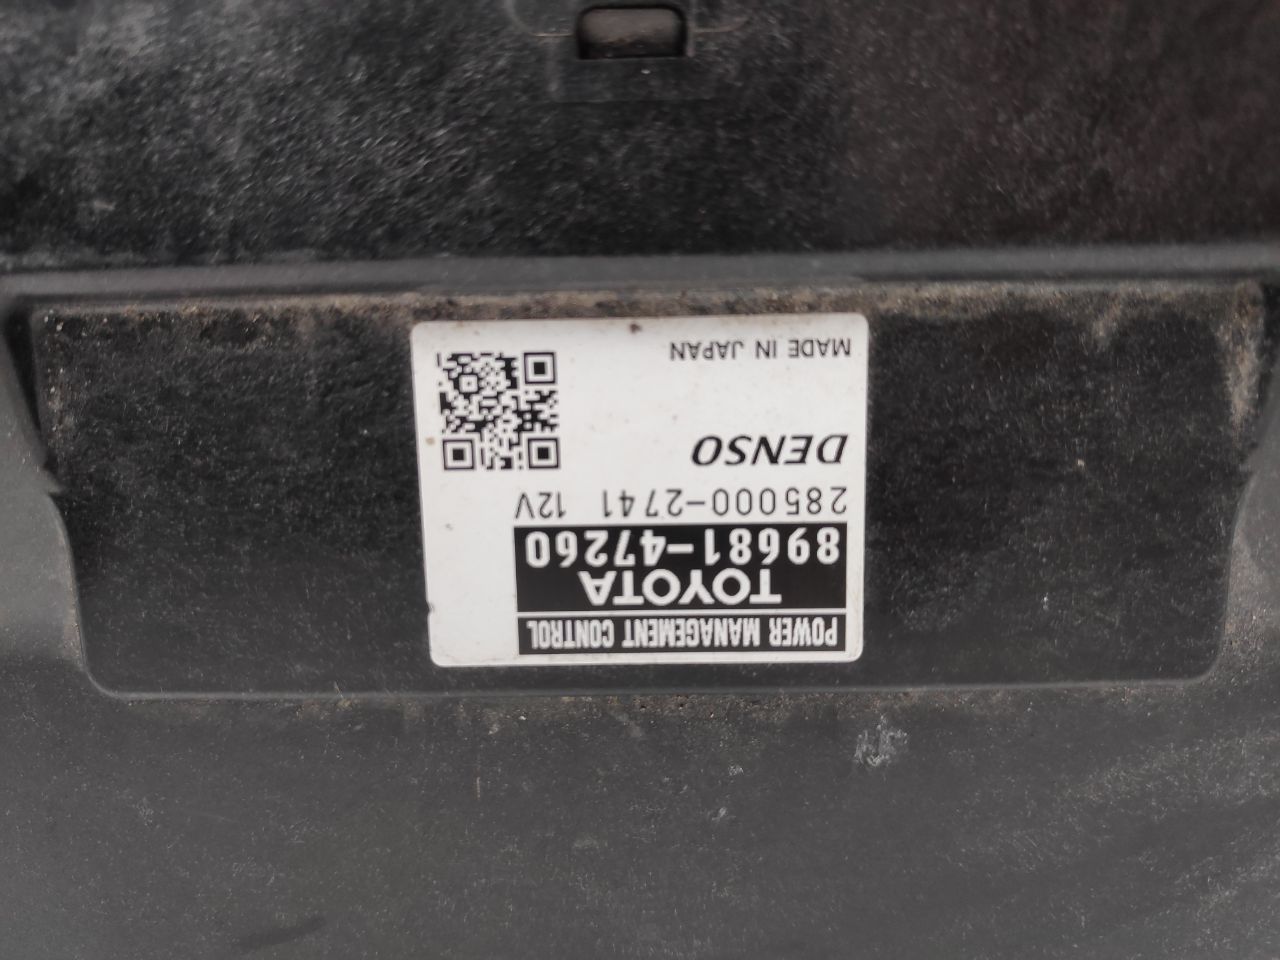 POWER MANAGEMENT CONTROL
TOYOTA
89681-47260
285000-2741 12V
DENSO
MADE IN JAPAN